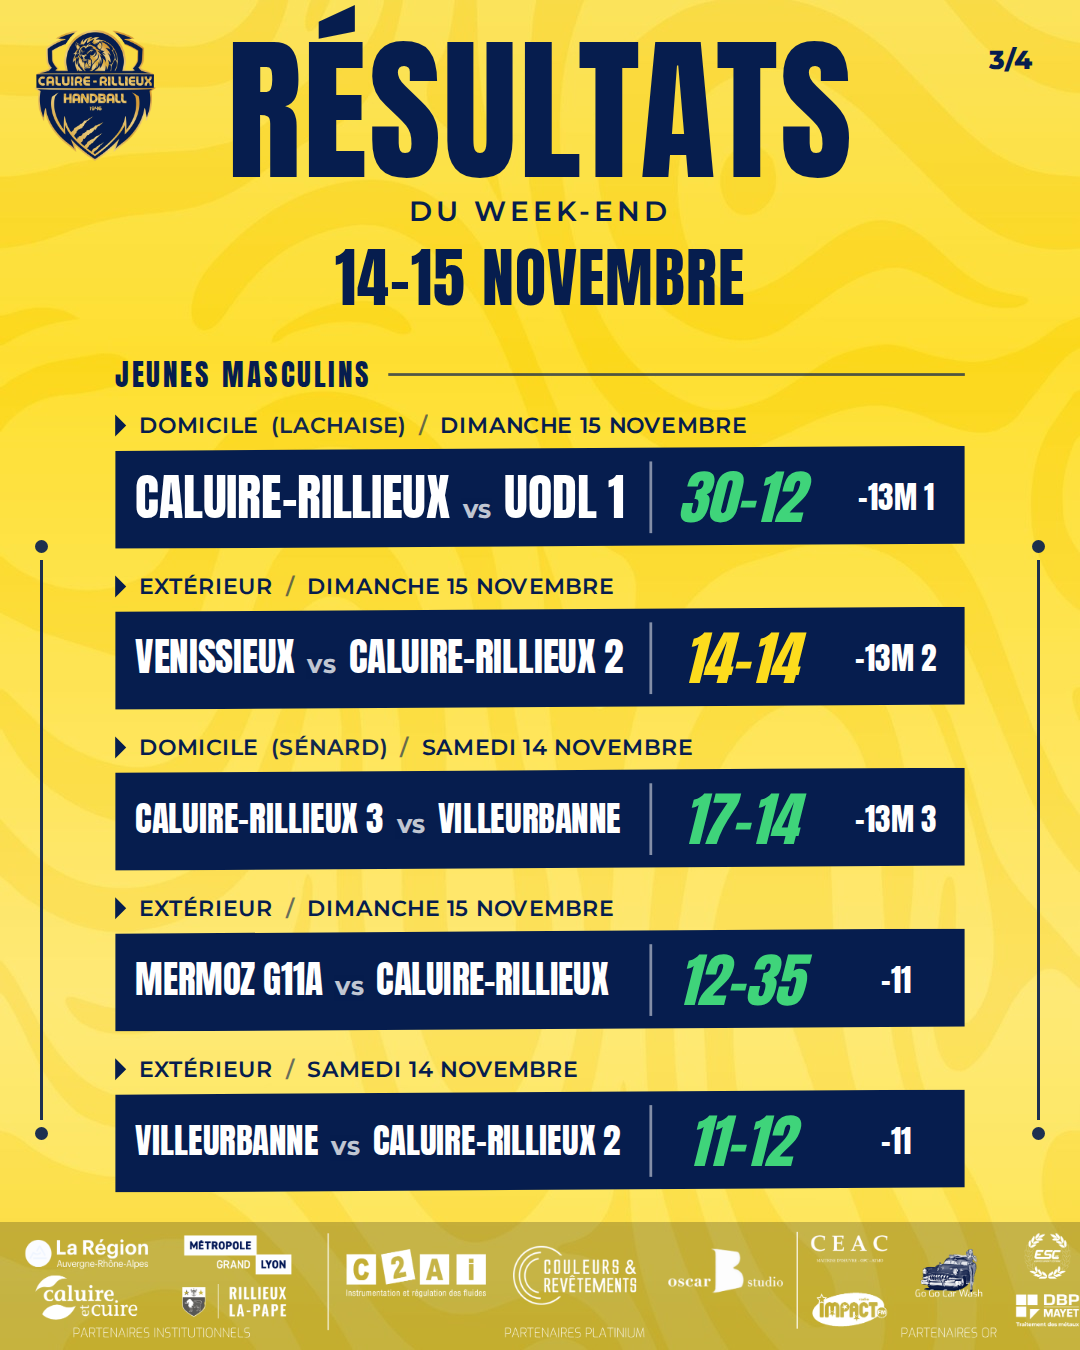 CALUIRE-RILLIEUX
HANDBALL
RÉSULTATS
3/4
DU WEEK-END
14-15 NOVEMBRE
JEUNES MASCULINS
DOMICILE (LACHAISE) / DIMANCHE 15 NOVEMBRE
CALUIRE-RILLIEUX vs UODL 1 30-12 -13M 1
EXTÉRIEUR / DIMANCHE 15 NOVEMBRE
VENISSIEUX vs CALUIRE-RILLIEUX 2 14-14 -13M 2
DOMICILE (SÉNARD) / SAMEDI 14 NOVEMBRE
CALUIRE-RILLIEUX 3 vs VILLEURBANNE 17-14 -13M 3
EXTÉRIEUR / DIMANCHE 15 NOVEMBRE
MERMOZ G11A vs CALUIRE-RILLIEUX 12-35 -11
EXTÉRIEUR / SAMEDI 14 NOVEMBRE
VILLEURBANNE vs CALUIRE-RILLIEUX 2 11-12 -11
La Région
Auvergne-Rhône-Alpes
MÉTROPOLE
GRAND LYON
caluire
et cuire
RILLIEUX
LA-PAPE
PARTENAIRES INSTITUTIONNELS
C2Ai
Instrumentation et régulation des fluides
COULEURS &
REVÊTEMENTS
oscar B studio
PARTENAIRES PLATINIUM
CEAC
IMPACT FM
Go Go Car Wash
ESC
DBP
MAYET
Traitement des métaux
PARTENAIRES OR